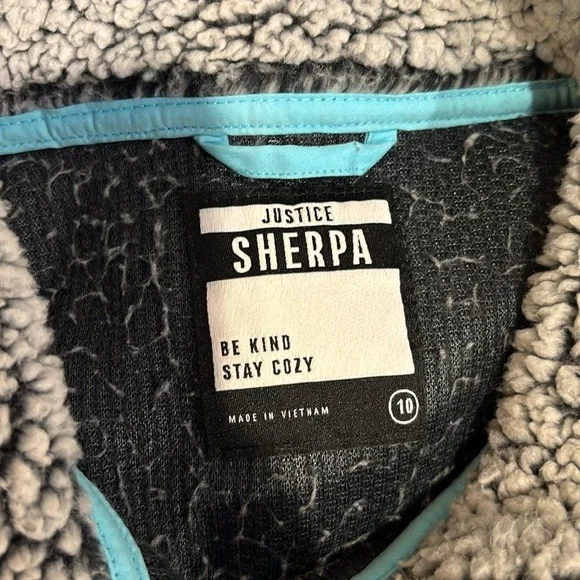 JUSTICE
SHERPA
BE KIND
STAY COZY
MADE IN VIETNAM 10